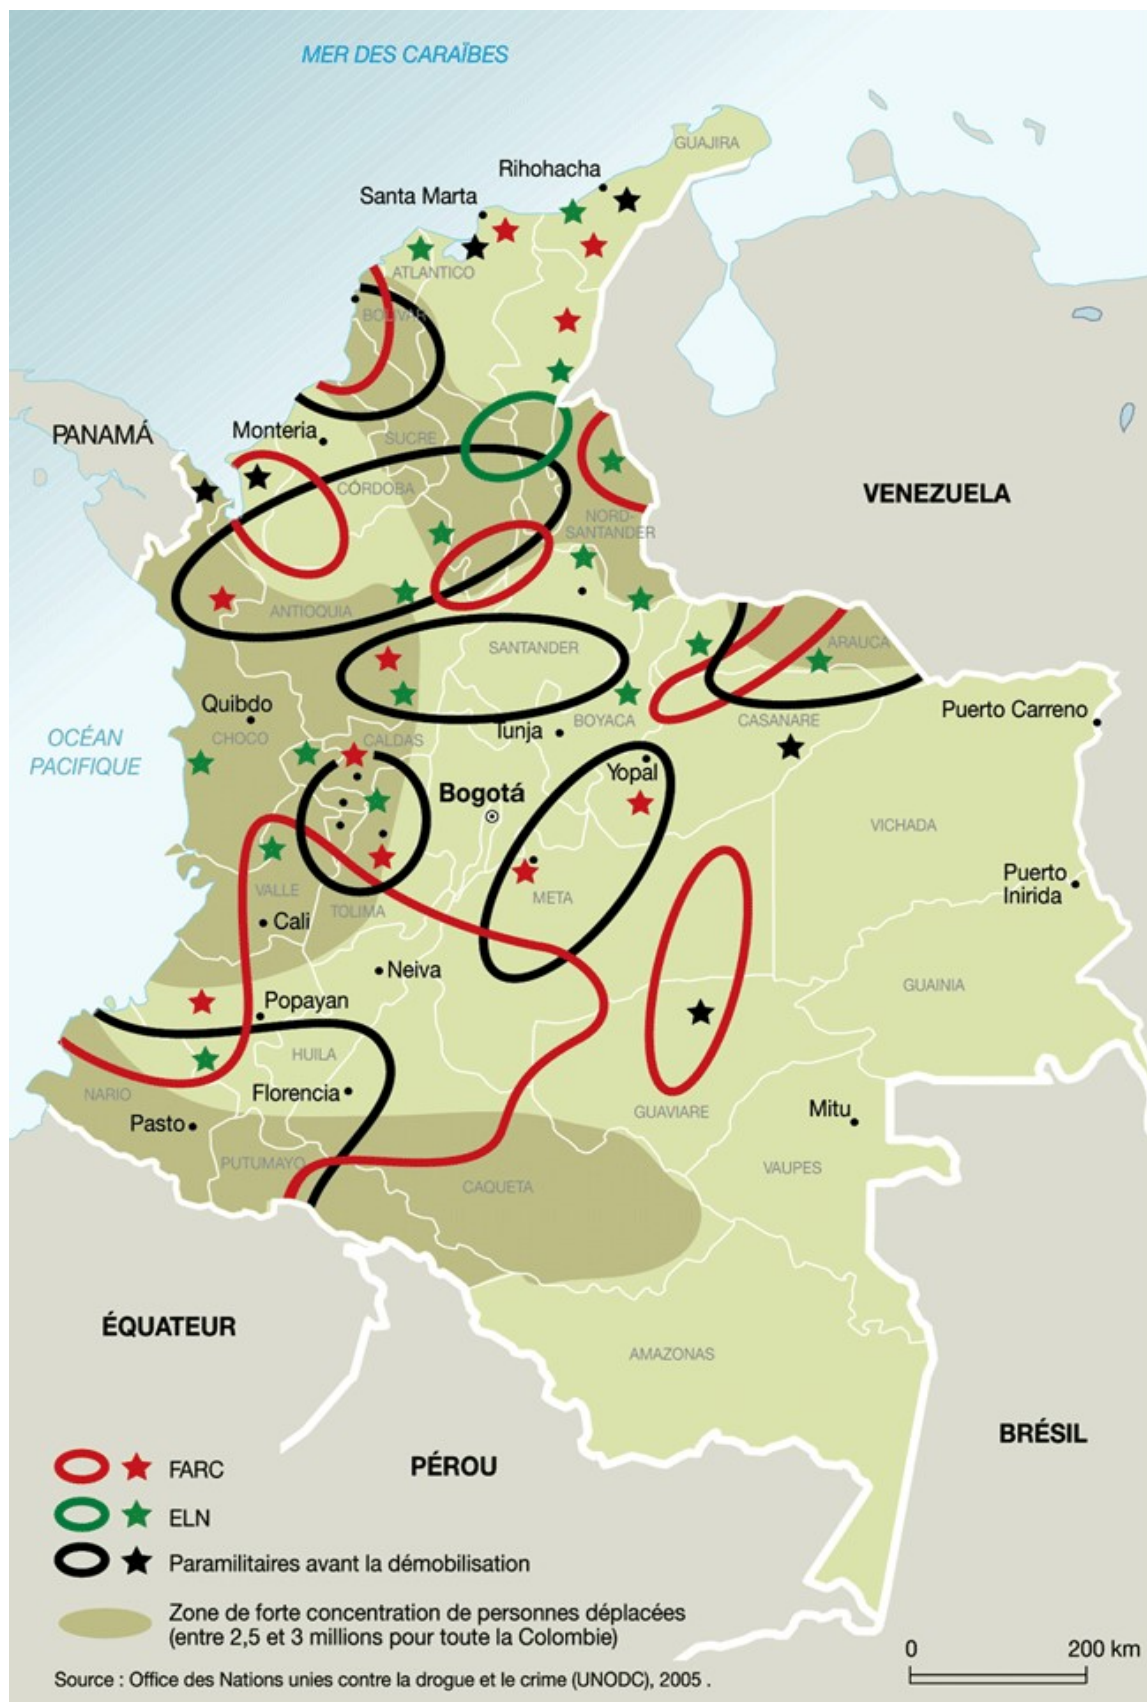 MER DES CARAÏBES
GUAJIRA
Rihohacha
Santa Marta
ATLANTICO
BOLIVAR
PANAMÁ
Monteria
SUCRE
CÓRDOBA
VENEZUELA
NORD-
SANTANDER
ANTIOQUIA
SANTANDER
ARAUCA
Quibdo
CHOCO
CALDAS
Tunja
BOYACA
CASANARE
Puerto Carreno
OCÉAN
PACIFIQUE
Yopal
Bogotá
VICHADA
Puerto
Inirida
META
VALLE
TOLIMA
Cali
Neiva
GUAINIA
Popayan
HUILA
Florencia
NARIO
Pasto
GUAVIARE
Mitu
PUTUMAYO
CAQUETA
VAUPES
ÉQUATEUR
AMAZONAS
BRÉSIL
PÉROU
FARC
ELN
Paramilitaires avant la démobilisation
Zone de forte concentration de personnes déplacées
(entre 2,5 et 3 millions pour toute la Colombie)
0 200 km
Source : Office des Nations unies contre la drogue et le crime (UNODC), 2005 .